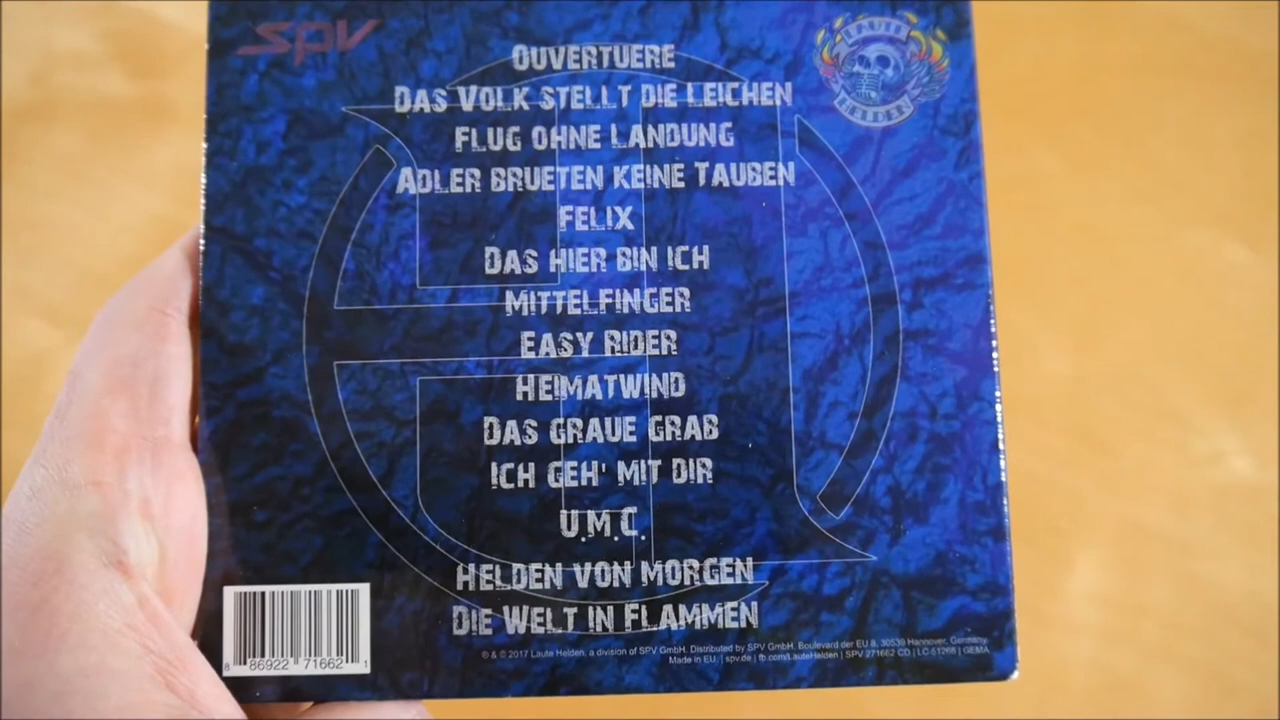 SPV
OUVERTUERE
DAS VOLK STELLT DIE LEICHEN
FLUG OHNE LANDUNG
ADLER BRUETEN KEINE TAUBEN
FELIX
DAS HIER BIN ICH
MITTELFINGER
EASY RIDER
HEIMATWIND
DAS GRAUE GRAB
ICH GEH' MIT DIR
U.M.C.
HELDEN VON MORGEN
DIE WELT IN FLAMMEN
LAUTE
HELDEN
8 86922 71662 1
℗ & © 2017 Laute Helden, a division of SPV GmbH. Distributed by SPV GmbH. Boulevard der EU 8, 30539 Hannover, Germany.
Made in EU. | spv.de | fb.com/LauteHelden | SPV 271662 CD | LC 51266 | GEMA